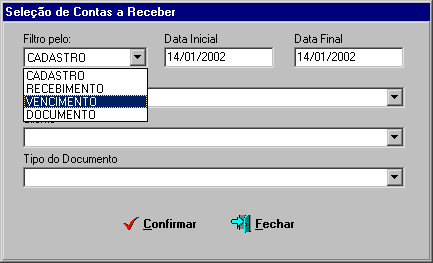 Seleção de Contas a Receber
Filtro pelo: Data Inicial Data Final
CADASTRO 14/01/2002 14/01/2002
CADASTRO
RECEBIMENTO
VENCIMENTO
DOCUMENTO
Tipo do Documento
Confirmar Fechar